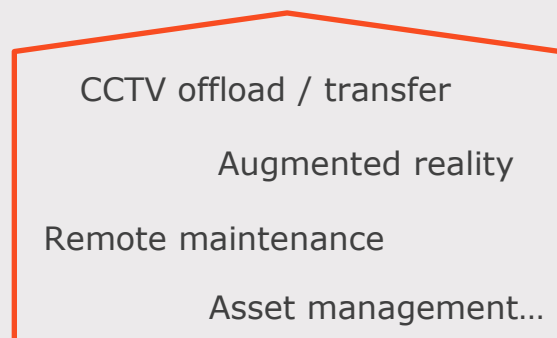 CCTV offload / transfer
Augmented reality
Remote maintenance
Asset management…